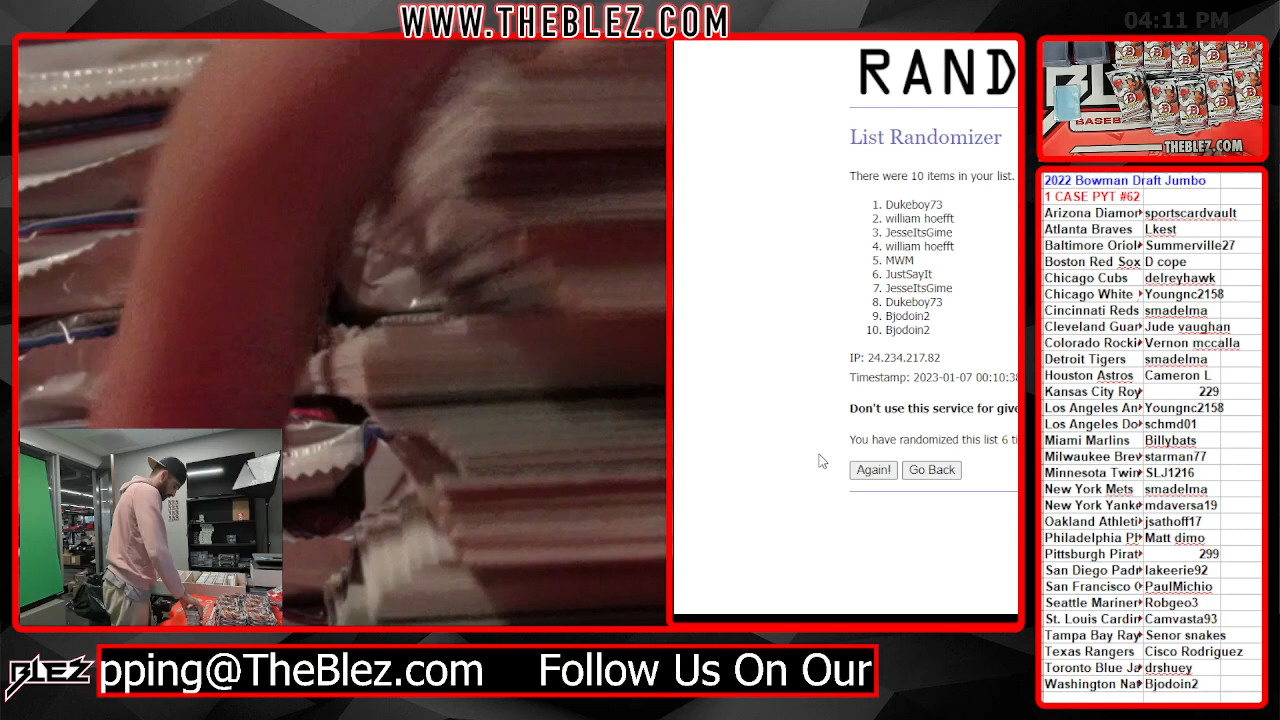 WWW.THEBLEZ.COM
04:11 PM
RAND
List Randomizer
There were 10 items in your list.
1. Dukeboy73
2. william hoefft
3. JesseItsGime
4. william hoefft
5. MWM
6. JustSayIt
7. JesseItsGime
8. Dukeboy73
9. Bjodoin2
10. Bjodoin2
IP: 24.234.217.82
Timestamp: 2023-01-07 00:10:38
Don't use this service for give
You have randomized this list 6 ti
Again! Go Back
BASEB
THEBLEZ.COM
2022 Bowman Draft Jumbo
1 CASE PYT #62
Arizona Diamor sportscardvault
Atlanta Braves Lkest
Baltimore Oriol Summerville27
Boston Red Sox D cope
Chicago Cubs delreyhawk
Chicago White Youngnc2158
Cincinnati Reds smadelma
Cleveland Guar Jude vaughan
Colorado Rocki Vernon mccalla
Detroit Tigers smadelma
Houston Astros Cameron L
Kansas City Roy 229
Los Angeles An Youngnc2158
Los Angeles Do schmd01
Miami Marlins Billybats
Milwaukee Brev starman77
Minnesota Twin SLJ1216
New York Mets smadelma
New York Yank mdaversa19
Oakland Athleti jsathoff17
Philadelphia Ph Matt dimo
Pittsburgh Pirat 299
San Diego Padr lakeerie92
San Francisco G PaulMichio
Seattle Mariner Robgeo3
St. Louis Cardin Camvasta93
Tampa Bay Ray Senor snakes
Texas Rangers Cisco Rodriguez
Toronto Blue Ja drshuey
Washington Nat Bjodoin2
BLEZ
pping@TheBlez.com Follow Us On Our